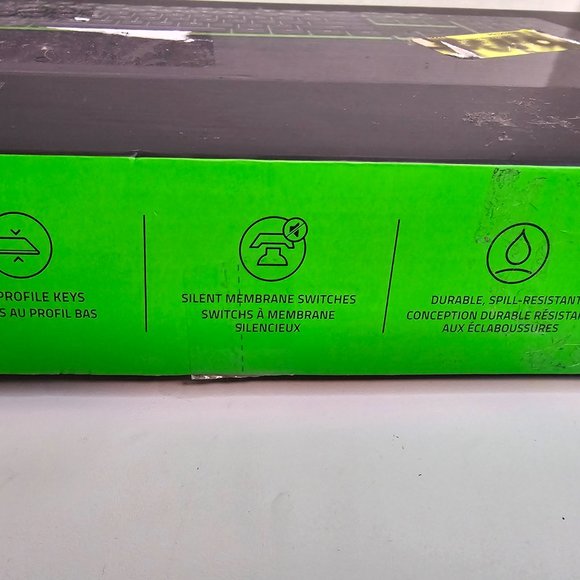 PROFILE KEYS
S AU PROFIL BAS
SILENT MEMBRANE SWITCHES
SWITCHS À MEMBRANE
SILENCIEUX
DURABLE, SPILL-RESISTANT
CONCEPTION DURABLE RÉSISTA
AUX ÉCLABOUSSURES